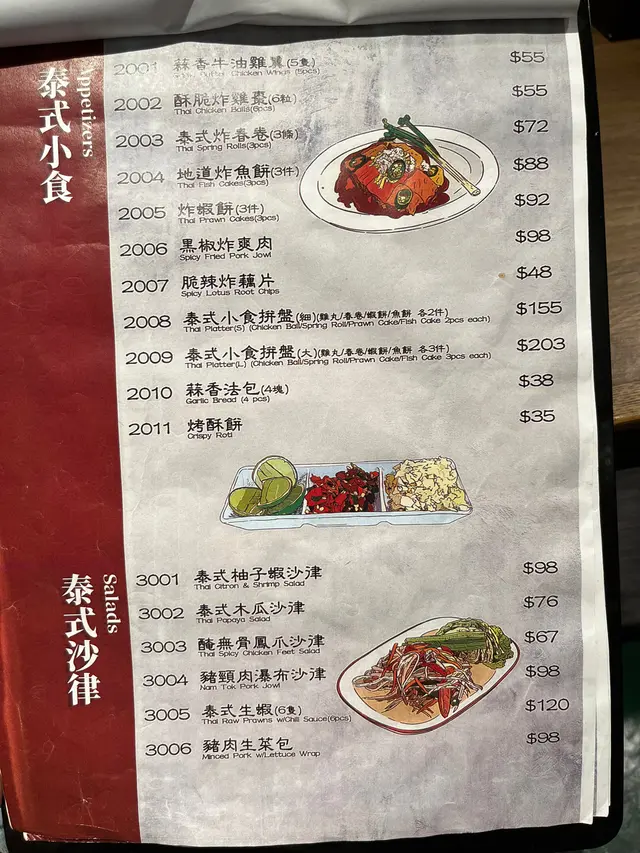 Appetizers
泰式小食
2001 蒜香牛油雞翼(5隻) $55
Butter Chicken Wings (5pcs)
2002 酥脆炸雞棗(6粒) $55
Thai Chicken Balls(6pcs)
2003 泰式炸春卷(3條) $72
Thai Spring Rolls(3pcs)
2004 地道炸魚餅(3件) $88
Thai Fish Cakes(3pcs)
2005 炸蝦餅(3件) $92
Thai Prawn Cakes(3pcs)
2006 黑椒炸爽肉 $98
Spicy Fried Pork Jowl
2007 脆辣炸藕片 $48
Spicy Lotus Root Chips
2008 泰式小食拼盤(細)(雞丸/春卷/蝦餅/魚餅 各2件) $155
Thai Platter(S) (Chicken Ball/Spring Roll/Prawn Cake/Fish Cake 2pcs each)
2009 泰式小食拼盤(大)(雞丸/春卷/蝦餅/魚餅 各3件) $203
Thai Platter(L) (Chicken Ball/Spring Roll/Prawn Cake/Fish Cake 3pcs each)
2010 蒜香法包(4塊) $38
Garlic Bread (4 pcs)
2011 烤酥餅 $35
Crispy Roti
Salads
泰式沙律
3001 泰式柚子蝦沙律 $98
Thai Citron & Shrimp Salad
3002 泰式木瓜沙律 $76
Thai Papaya Salad
3003 醃無骨鳳爪沙律 $67
Thai Spicy Chicken Feet Salad
3004 豬頸肉瀑布沙律 $98
Nam Tok Pork Jowl
3005 泰式生蝦(6隻) $120
Thai Raw Prawns w/Chili Sauce(6pcs)
3006 豬肉生菜包 $98
Minced Pork w/Lettuce Wrap